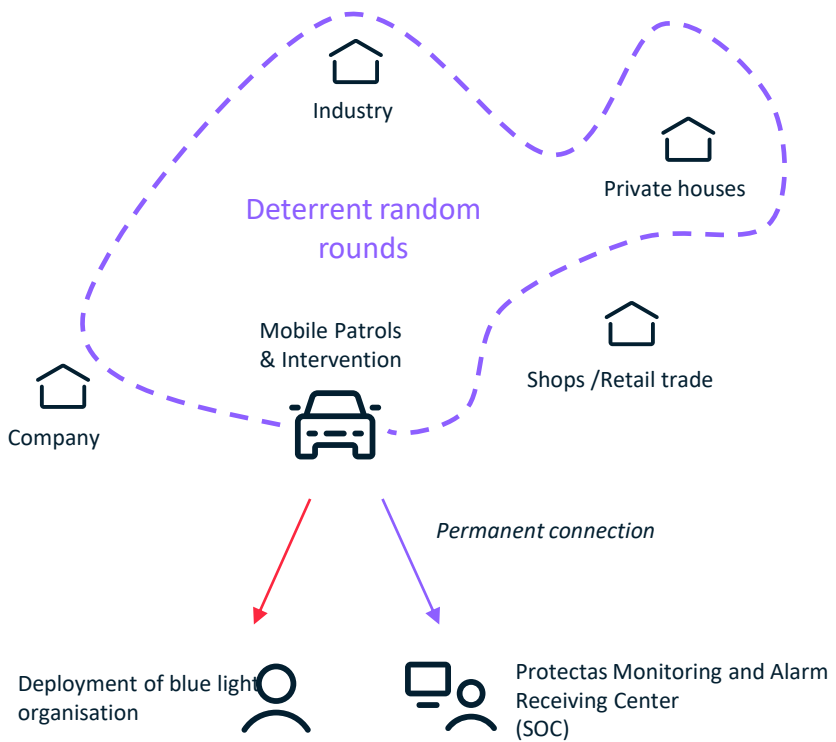 Industry
Private houses
Deterrent random
rounds
Mobile Patrols
& Intervention
Shops /Retail trade
Company
Permanent connection
Deployment of blue light
organisation
Protectas Monitoring and Alarm
Receiving Center
(SOC)